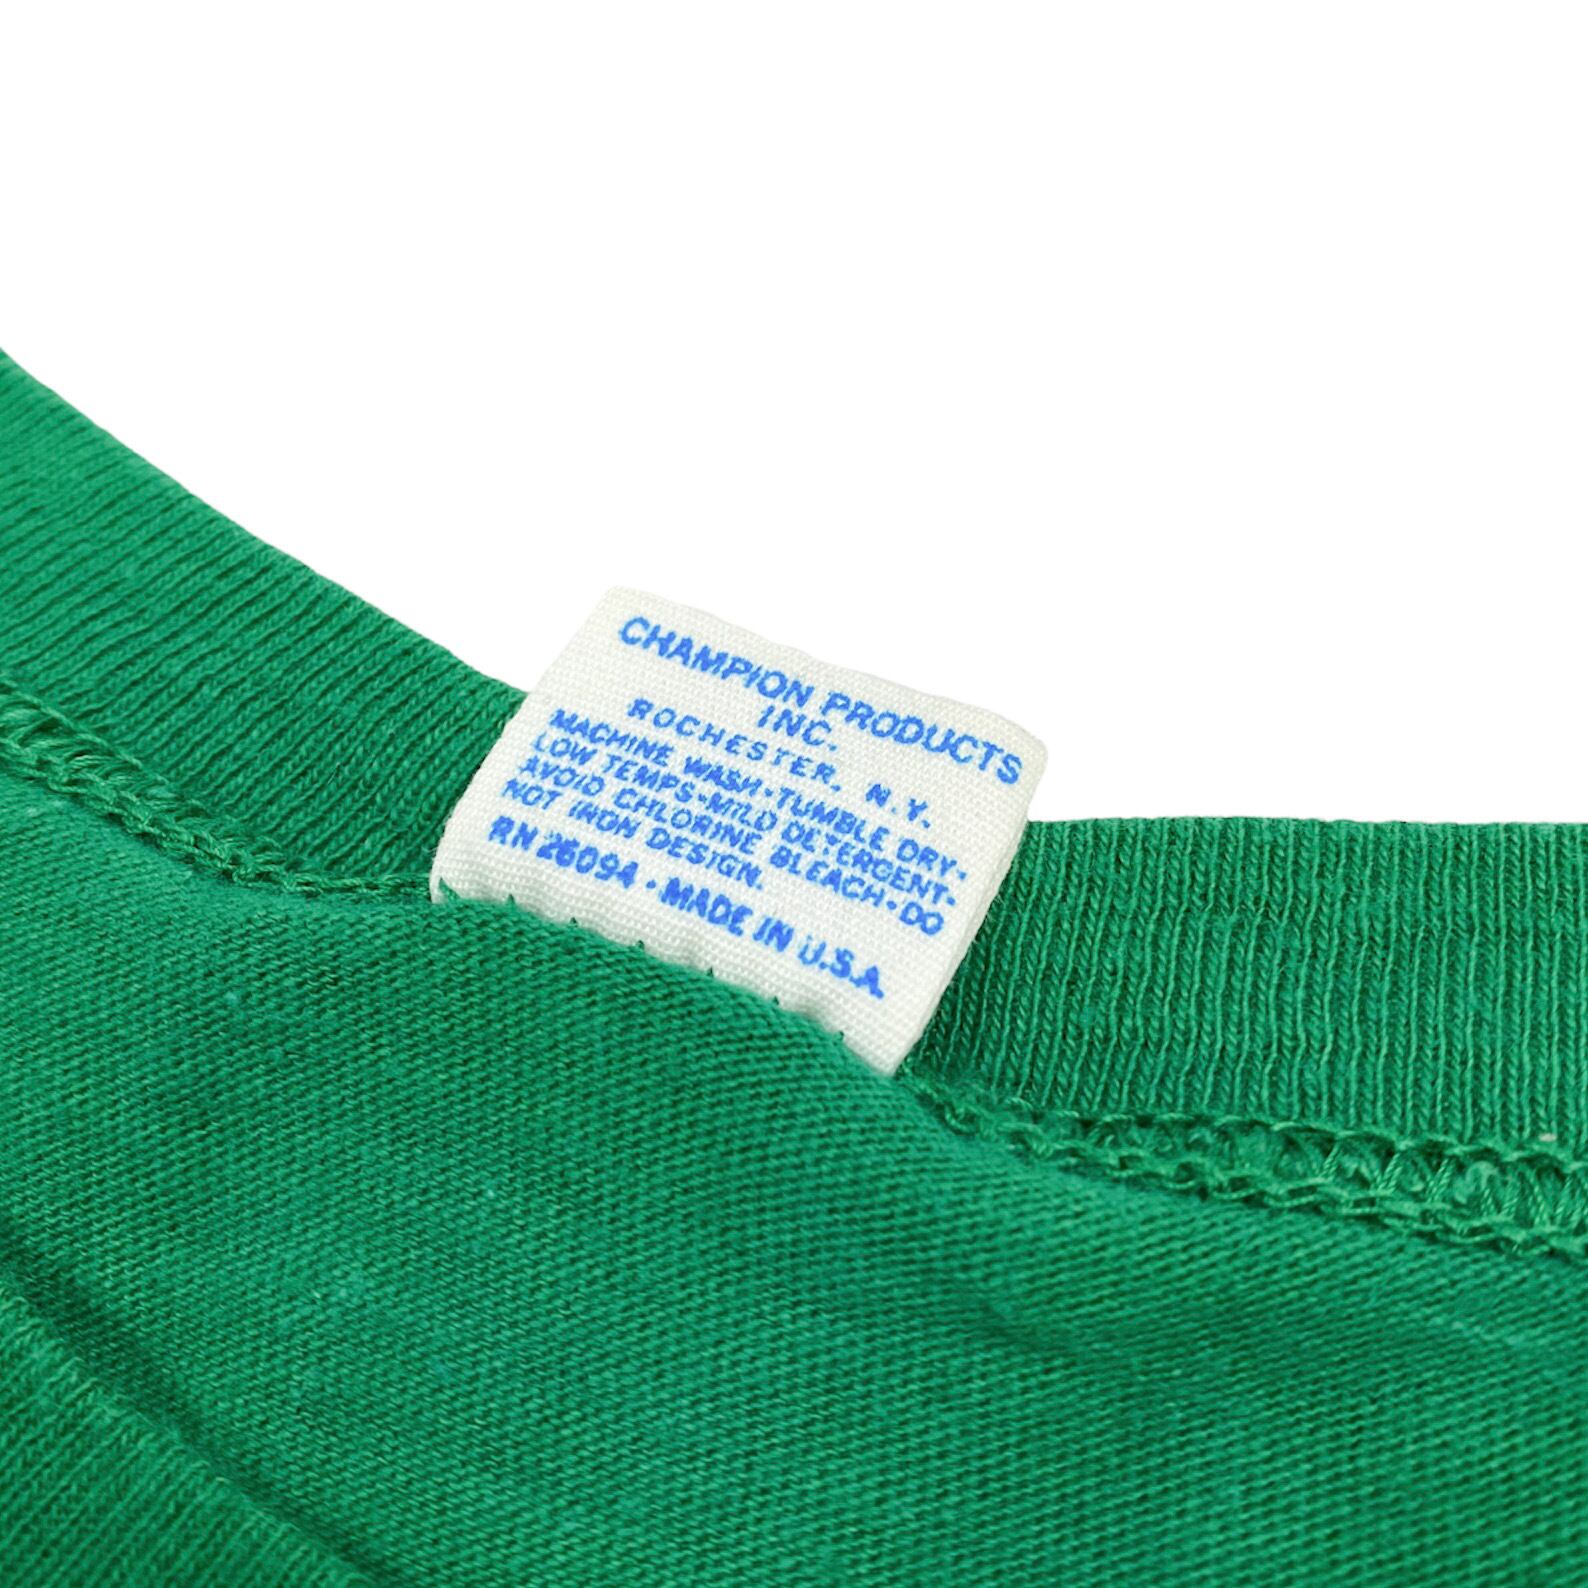 CHAMPION PRODUCTS
INC.
ROCHESTER, N.Y.
MACHINE WASH•TUMBLE DRY•
LOW TEMPS•MILD DETERGENT•
AVOID CHLORINE BLEACH•DO
NOT IRON DESIGN.
RN 26094 • MADE IN U.S.A.